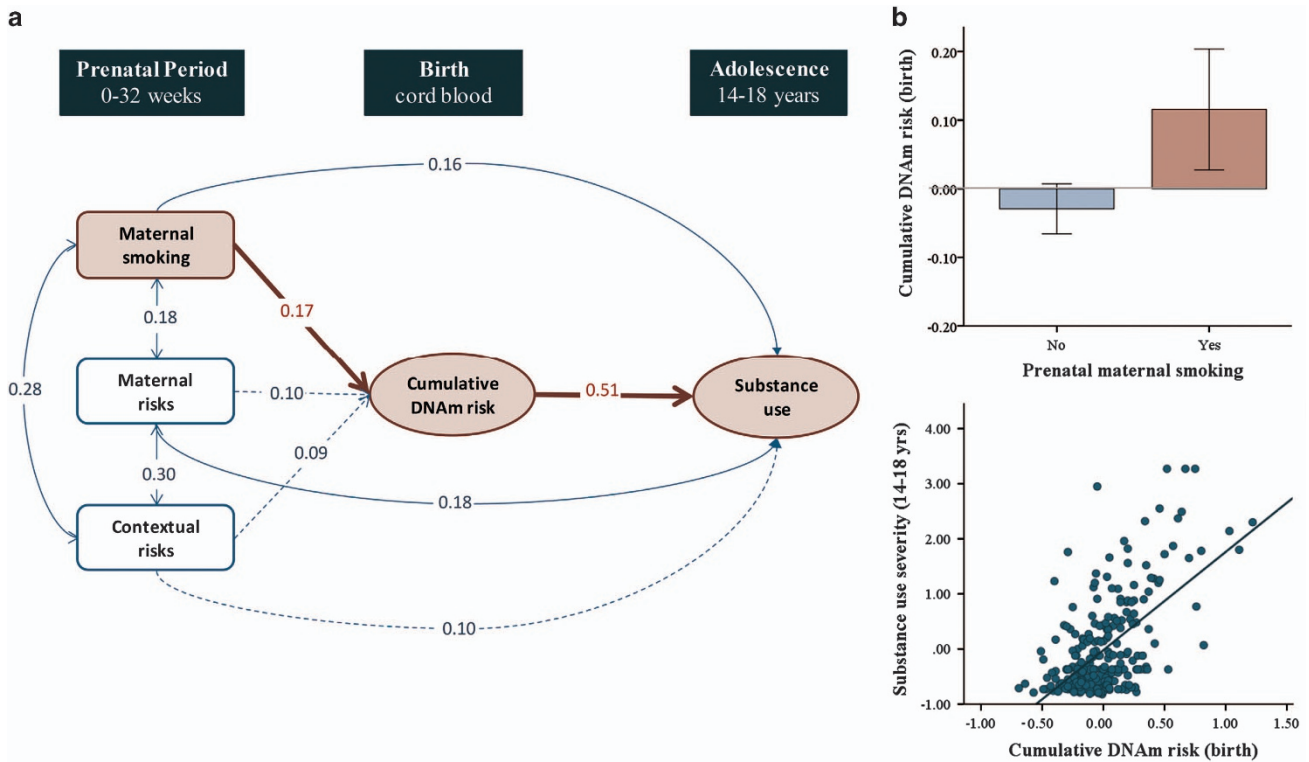 a
Prenatal Period
0-32 weeks
Birth
cord blood
Adolescence
14-18 years
0.16
Maternal
smoking
0.17
0.18
0.28
Maternal
risks
0.10
Cumulative
DNAm risk
0.51
Substance
use
0.09
0.30
0.18
Contextual
risks
0.10
b
Cumulative DNAm risk (birth)
0.20
0.10
0.00
-0.10
-0.20
No
Yes
Prenatal maternal smoking
Substance use severity (14-18 yrs)
4.00
3.00
2.00
1.00
.00
-1.00
-1.00
-0.50
0.00
0.50
1.00
1.50
Cumulative DNAm risk (birth)